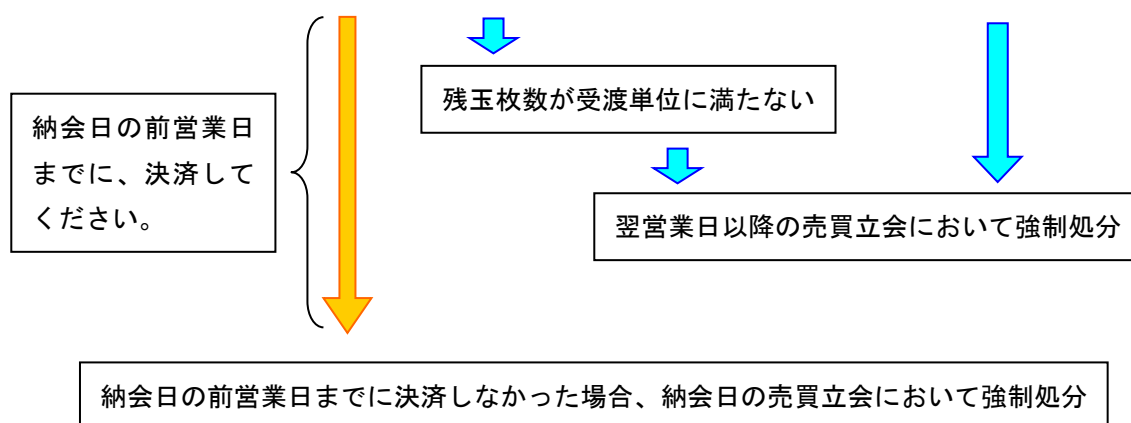 残玉枚数が受渡単位に満たない
納会日の前営業日
までに、決済して
ください。
翌営業日以降の売買立会において強制処分
納会日の前営業日までに決済しなかった場合、納会日の売買立会において強制処分